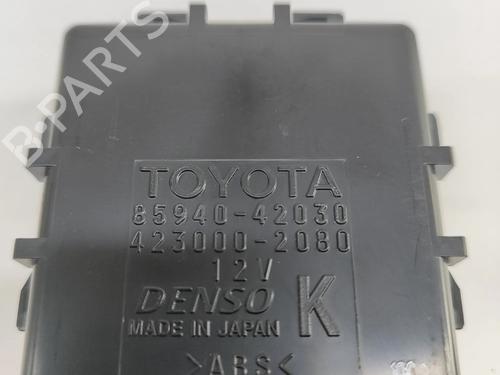 B-PARTS
TOYOTA
85940-42030
423000-2080
12V
DENSO K
MADE IN JAPAN
>ABS<